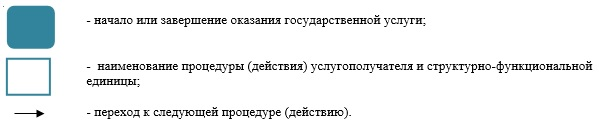 - начало или завершение оказания государственной услуги;
- наименование процедуры (действия) услугополучателя и структурно-функциональной
единицы;
- переход к следующей процедуре (действию).